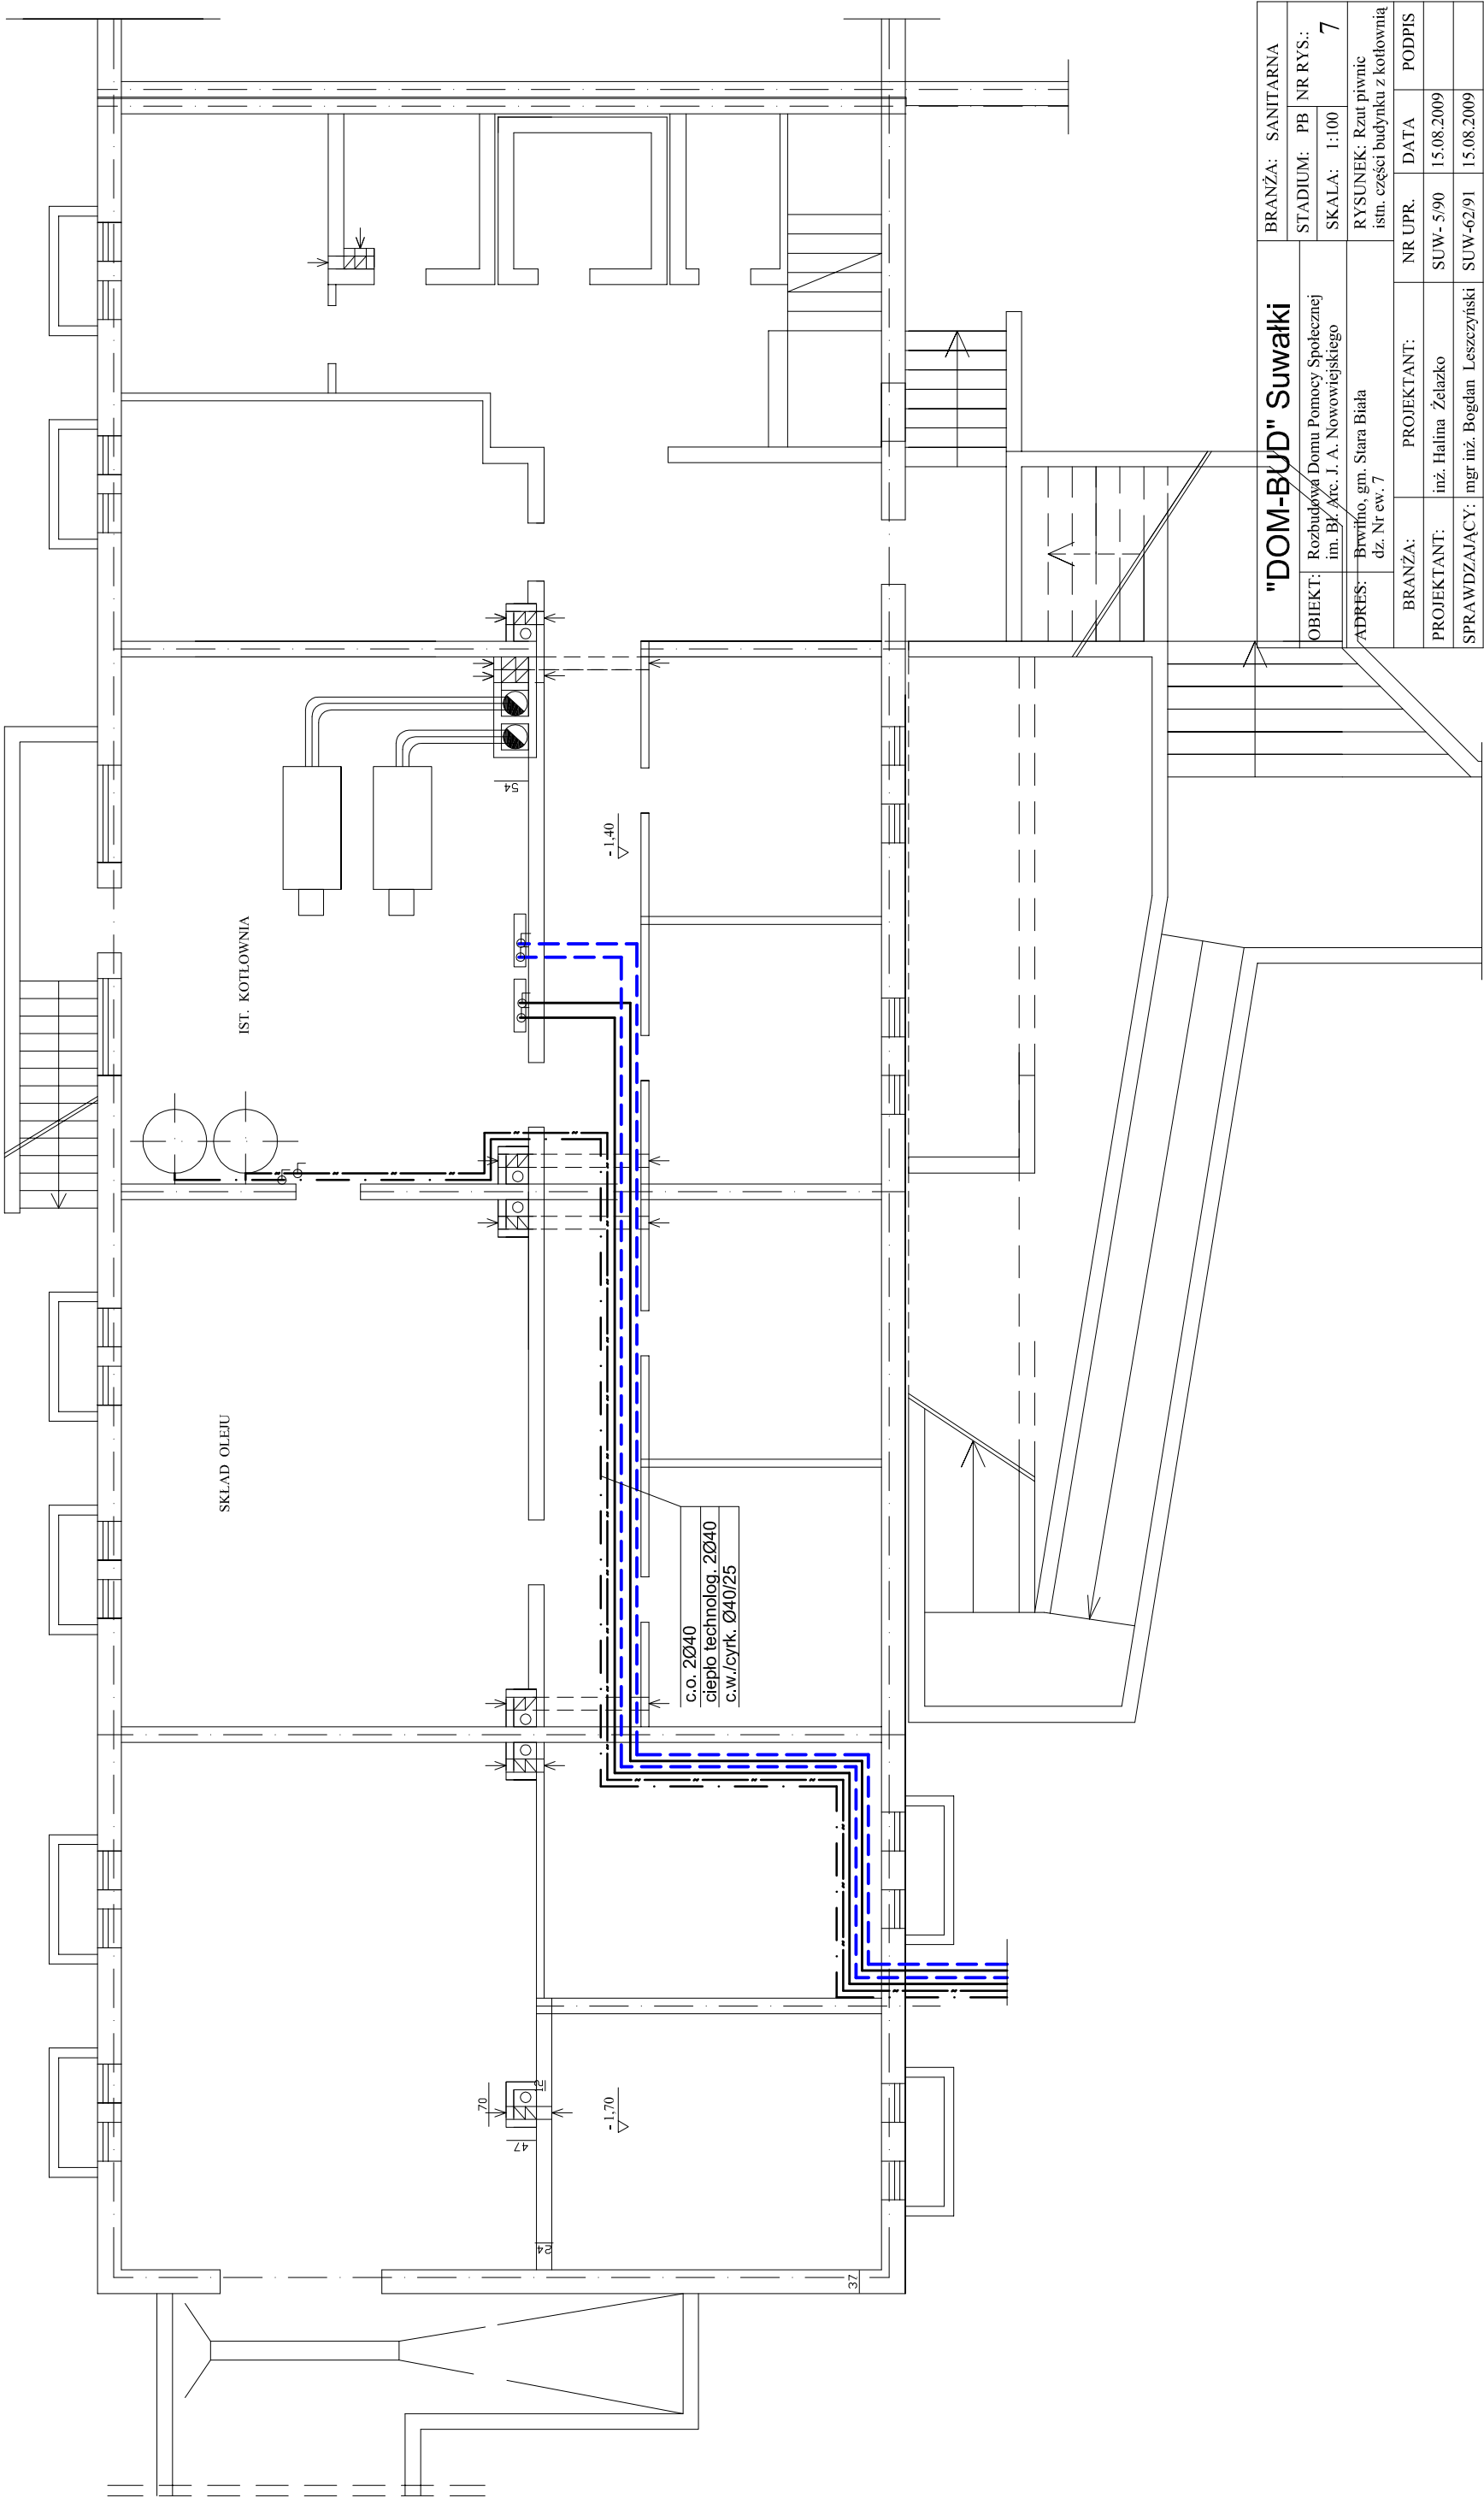 IST. KOTŁOWNIA
SKŁAD OLEJU
54
- 1,40
- 1,70
70
12
47
24
37
c.o. 2Ø40
ciepło technolog. 2Ø40
c.w./cyrk. Ø40/25
"DOM-BUD" Suwałki
BRANŻA: SANITARNA
STADIUM: PB
NR RYS.:
7
SKALA: 1:100
OBIEKT: Rozbudowa Domu Pomocy Społecznej
im. Bł. Arc. J. A. Nowowiejskiego
ADRES: Brwilno, gm. Stara Biała
dz. Nr ew. 7
RYSUNEK: Rzut piwnic
istn. części budynku z kotłownią
BRANŻA: PROJEKTANT: NR UPR. DATA PODPIS
PROJEKTANT: inż. Halina Żelazko SUW- 5/90 15.08.2009
SPRAWDZAJĄCY: mgr inż. Bogdan Leszczyński SUW-62/91 15.08.2009